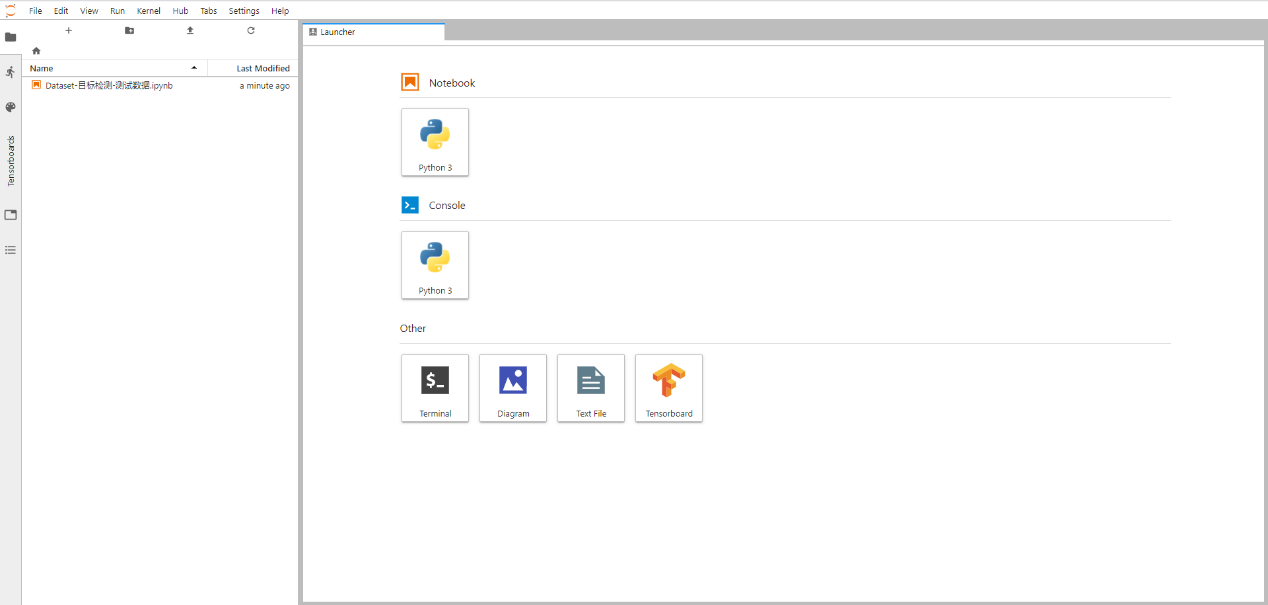 File Edit View Run Kernel Hub Tabs Settings Help
Name Last Modified
Dataset-目标检测-测试数据.ipynb a minute ago
Tensorboards
Launcher
Notebook
Python 3
Console
Python 3
Other
$_
Terminal Diagram Text File Tensorboard